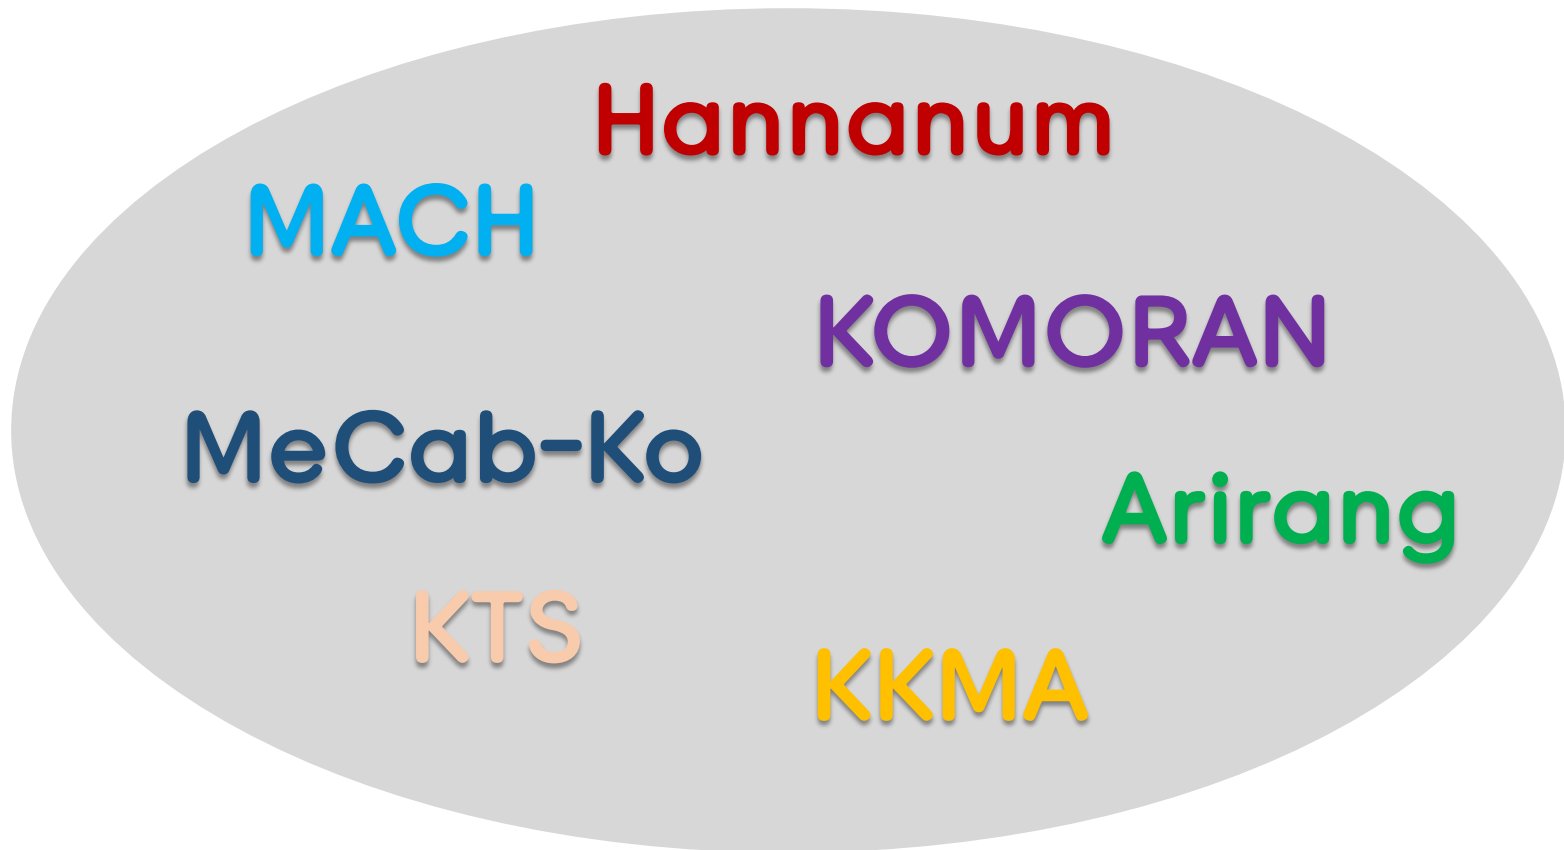 Hannanum
MACH
KOMORAN
MeCab-Ko
Arirang
KTS
KKMA